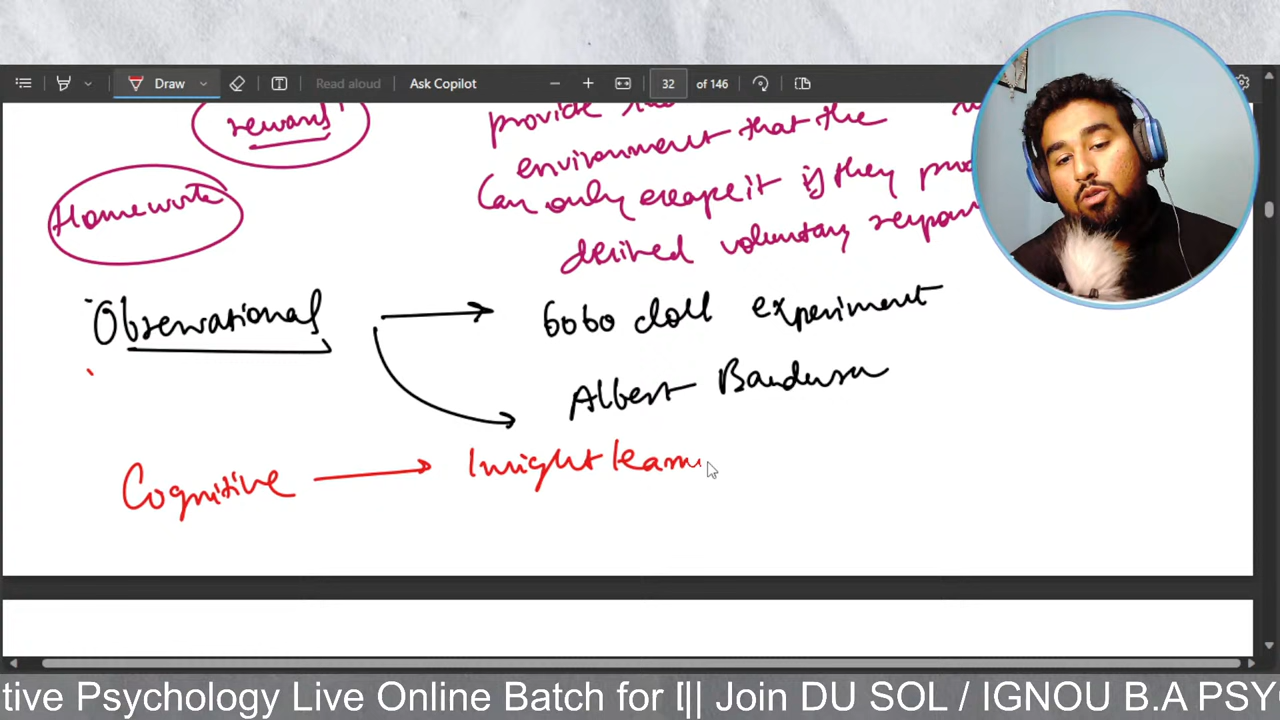 Draw
Read aloud
Ask Copilot
32 of 146
reward
provide
environment that the
Homework
Can only escape it if they
desired voluntary
Observational
bobo doll experiment
Albert Bandura
Cognitive
Insight learn
tive Psychology Live Online Batch for [|| Join DU SOL / IGNOU B.A PSY